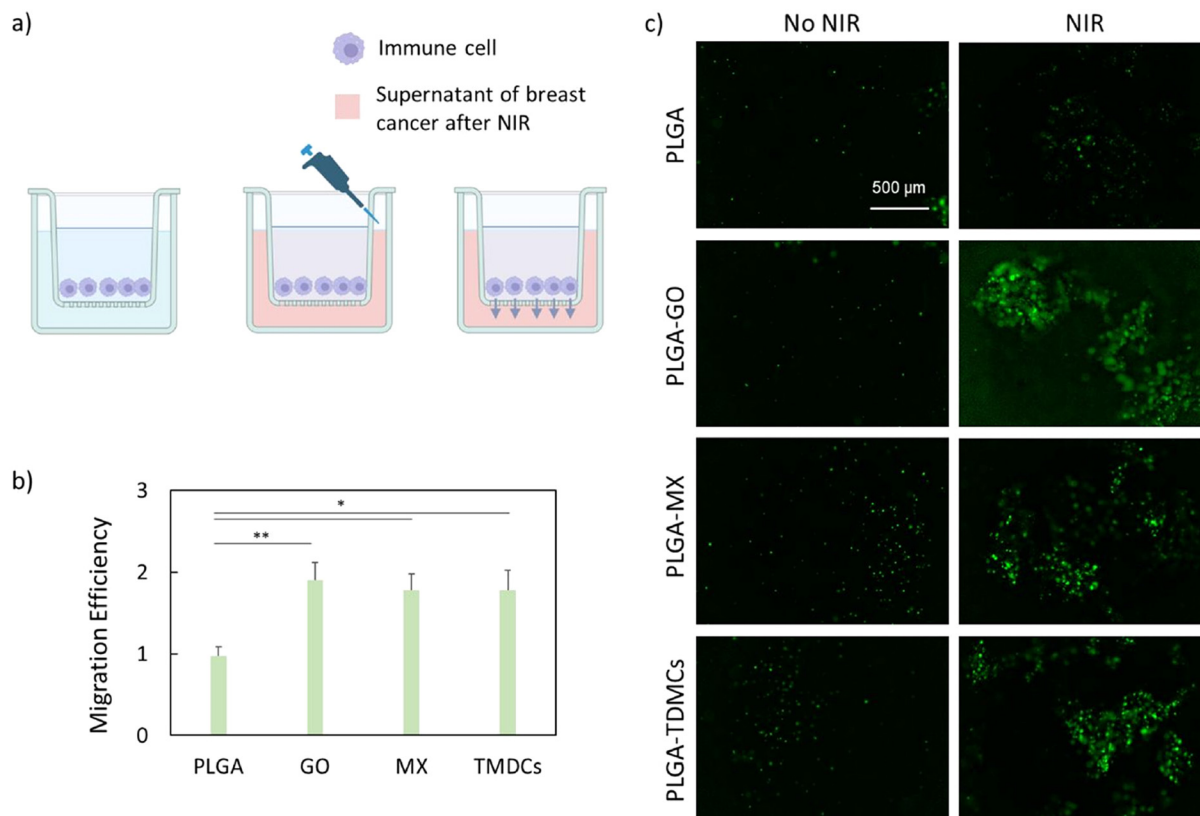 a)
Immune cell
Supernatant of breast
cancer after NIR
b)
Migration Efficiency
3
2
1
0
*
**
PLGA GO MX TMDCs
c)
No NIR NIR
PLGA
500 µm
PLGA-GO
PLGA-MX
PLGA-TDMCs